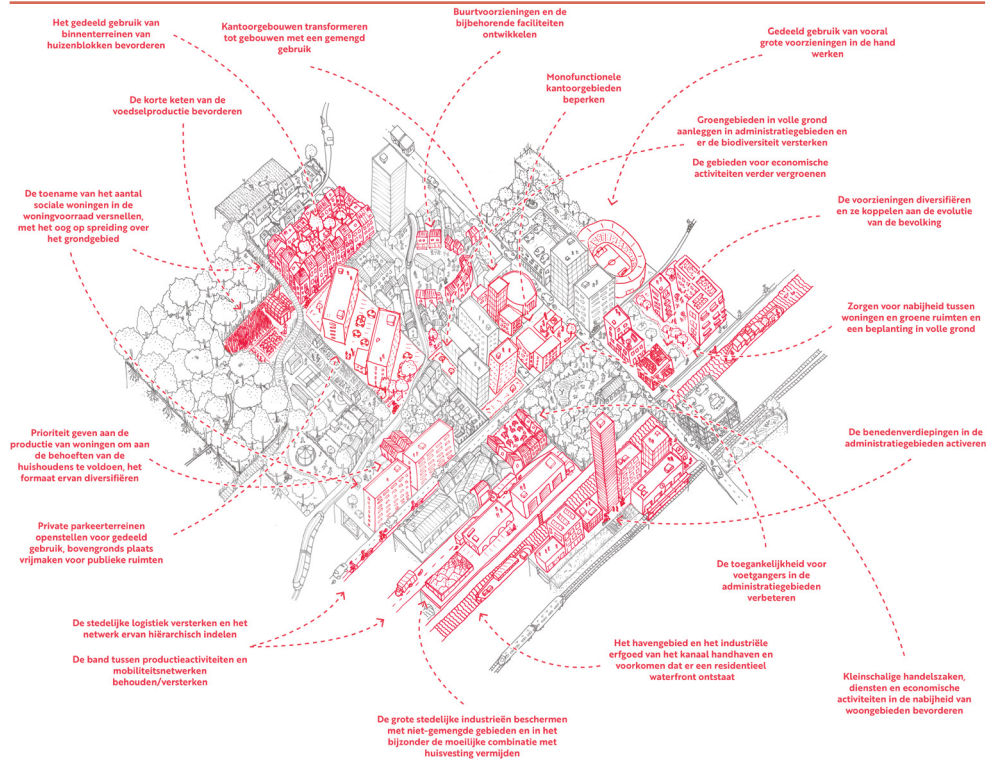 Het gedeeld gebruik van
binnenterreinen van
huizenblokken bevorderen
Kantoorgebouwen transformeren
tot gebouwen met een gemengd
gebruik
Buurtvoorzieningen en de
bijbehorende faciliteiten
ontwikkelen
Gedeeld gebruik van vooral
grote voorzieningen in de hand
werken
Monofunctionele
kantoorgebieden
beperken
De korte keten van de
voedselproductie bevorderen
Groengebieden in volle grond
aanleggen in administratiegebieden en
er de biodiversiteit versterken
De gebieden voor economische
activiteiten verder vergroenen
De toename van het aantal
sociale woningen in de
woningvoorraad versnellen,
met het oog op spreiding over
het grondgebied
De voorzieningen diversifiëren
en ze koppelen aan de evolutie
van de bevolking
Zorgen voor nabijheid tussen
woningen en groene ruimten en
een beplanting in volle grond
Prioriteit geven aan de
productie van woningen om aan
de behoeften van de
huishoudens te voldoen, het
formaat ervan diversifiëren
De benedenverdiepingen in de
administratiegebieden activeren
Private parkeerterreinen
openstellen voor gedeeld
gebruik, bovengronds plaats
vrijmaken voor publieke ruimten
De toegankelijkheid voor
voetgangers in de
administratiegebieden
verbeteren
De stedelijke logistiek versterken en het
netwerk ervan hiërarchisch indelen
De band tussen productieactiviteiten en
mobiliteitsnetwerken
behouden/versterken
Het havengebied en het industriële
erfgoed van het kanaal handhaven en
voorkomen dat er een residentieel
waterfront ontstaat
Kleinschalige handelszaken,
diensten en economische
activiteiten in de nabijheid van
woongebieden bevorderen
De grote stedelijke industrieën beschermen
met niet-gemengde gebieden en in het
bijzonder de moeilijke combinatie met
huisvesting vermijden